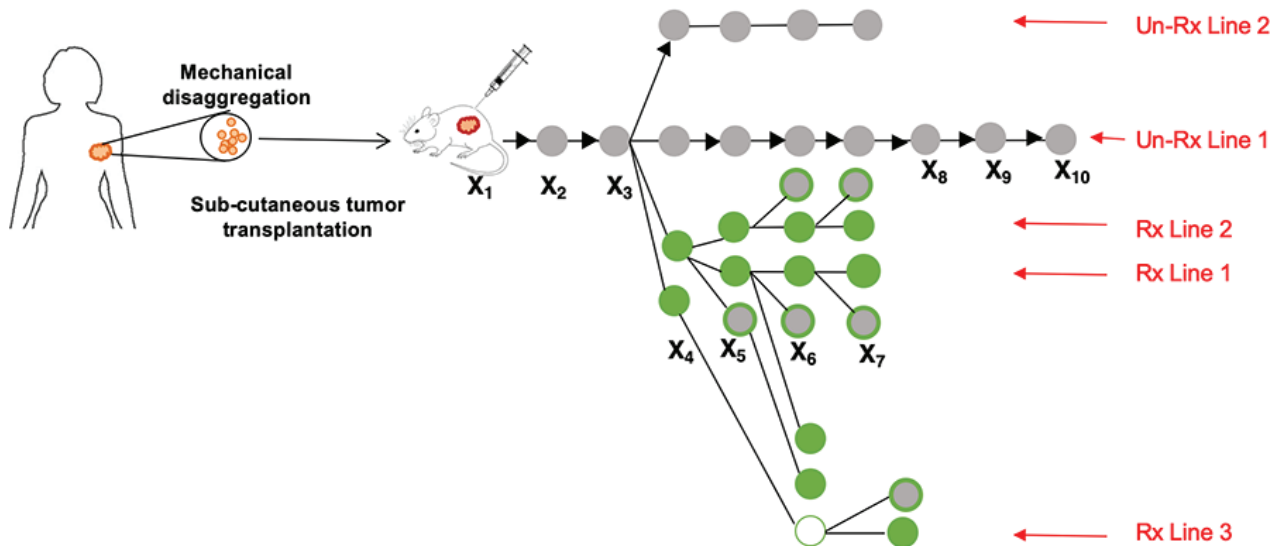 Un-Rx Line 2
Mechanical
disaggregation
Un-Rx Line 1
X₁
X₂
X₃
X₈
X₉
X₁₀
Sub-cutaneous tumor
transplantation
Rx Line 2
Rx Line 1
X₄
X₅
X₆
X₇
Rx Line 3